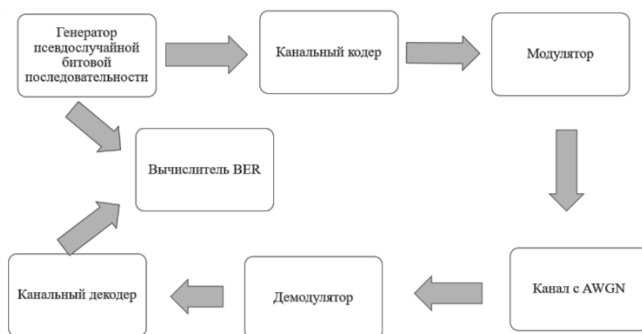 Генератор
псевдослучайной
битовой
последовательности
Канальный кодер
Модулятор
Вычислитель BER
Канальный декодер
Демодулятор
Канал с AWGN